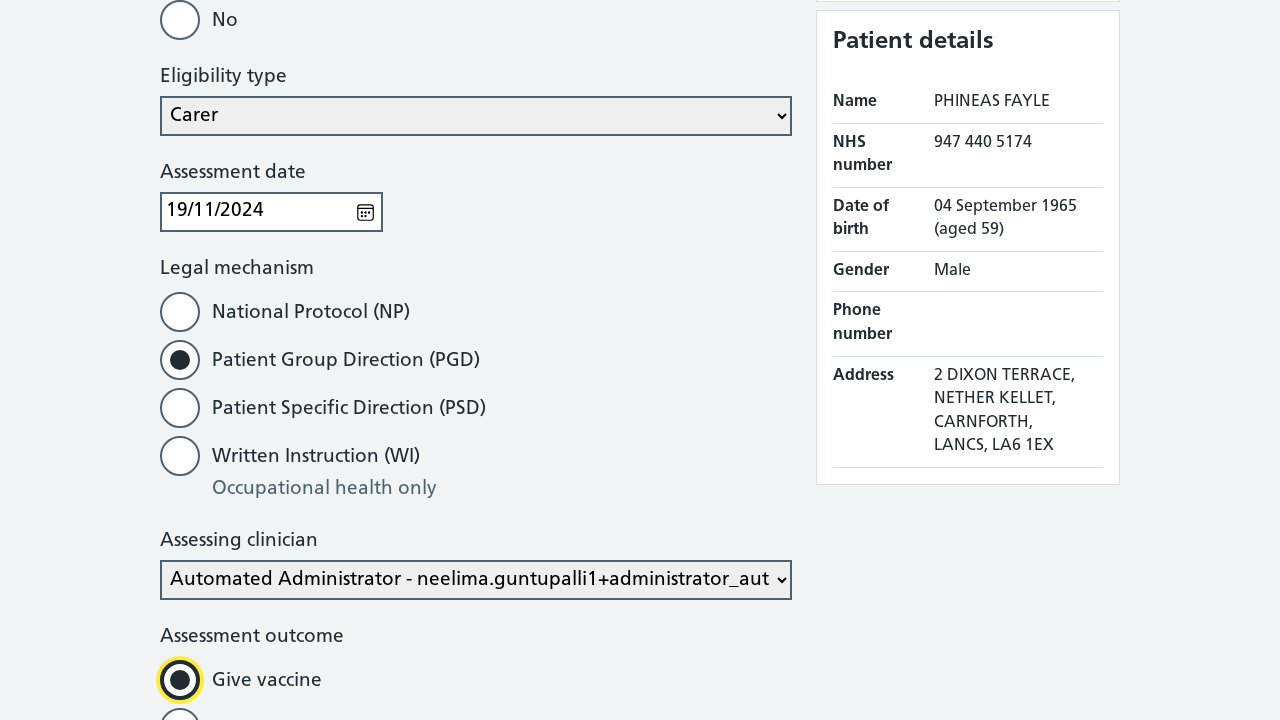 No
Eligibility type
Carer
Assessment date
19/11/2024
Legal mechanism
National Protocol (NP)
Patient Group Direction (PGD)
Patient Specific Direction (PSD)
Written Instruction (WI)
Occupational health only
Assessing clinician
Automated Administrator - neelima.guntupalli1+administrator_aut
Assessment outcome
Give vaccine
Patient details
Name PHINEAS FAYLE
NHS number 947 440 5174
Date of birth 04 September 1965 (aged 59)
Gender Male
Phone number
Address 2 DIXON TERRACE,
NETHER KELLET,
CARNFORTH,
LANCS, LA6 1EX